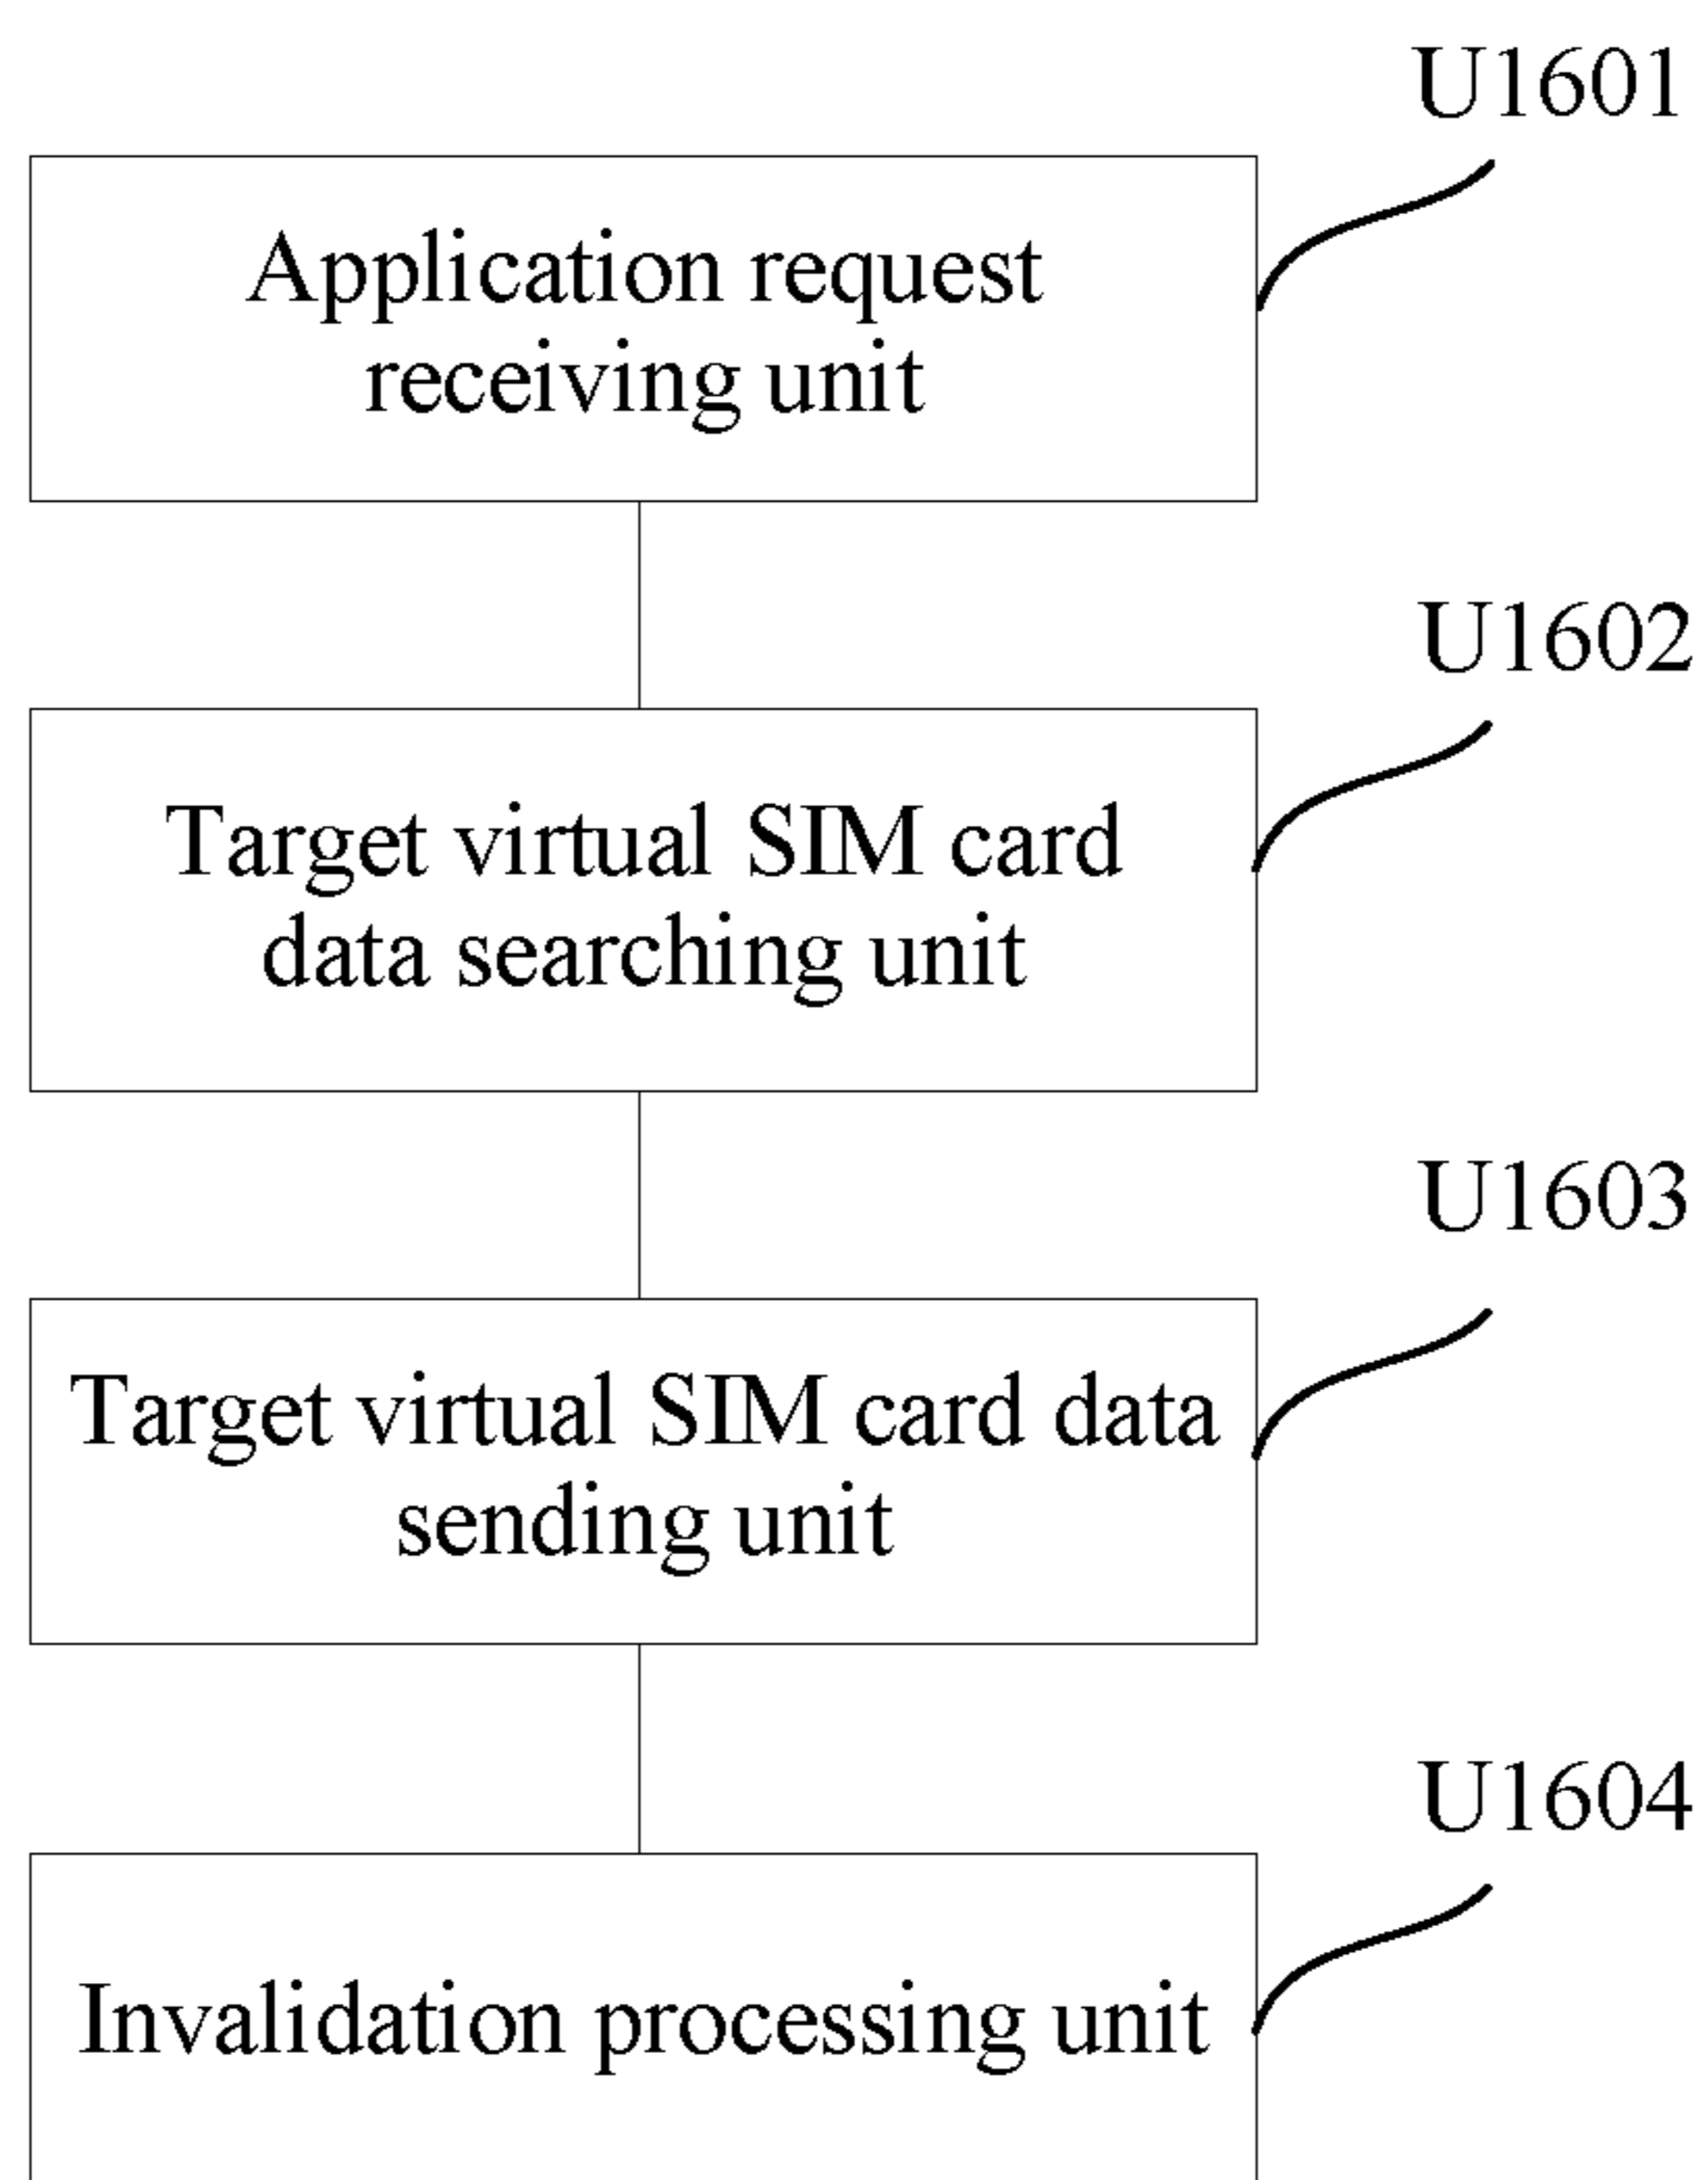 U1601
Application request
receiving unit
U1602
Target virtual SIM card
data searching unit
U1603
Target virtual SIM card data
sending unit
U1604
Invalidation processing unit